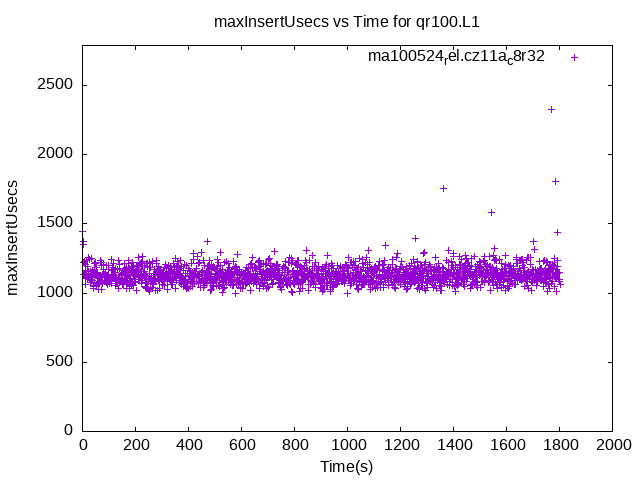 maxInsertUsecs vs Time for qr100.L1
ma100524_rel.cz11a_c8r32
2500
2000
1500
1000
500
0
maxInsertUsecs
0 200 400 600 800 1000 1200 1400 1600 1800 2000
Time(s)